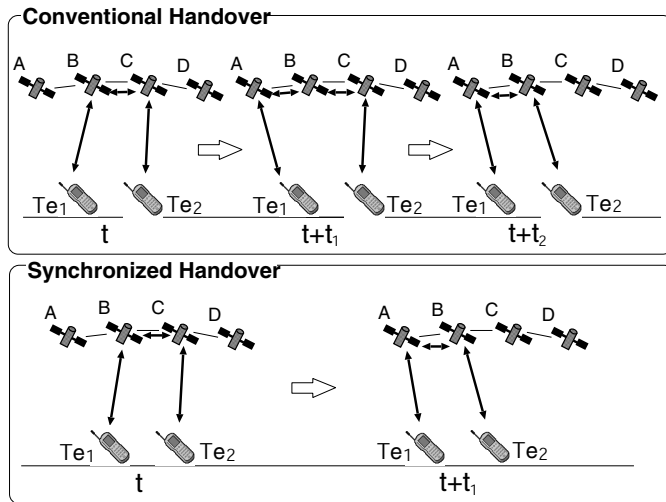 Conventional Handover
A B C D A B C D A B C D
Te1 Te2 Te1 Te2 Te1 Te2
t t+t1 t+t2
Synchronized Handover
A B C D A B C D
Te1 Te2 Te1 Te2
t t+t1